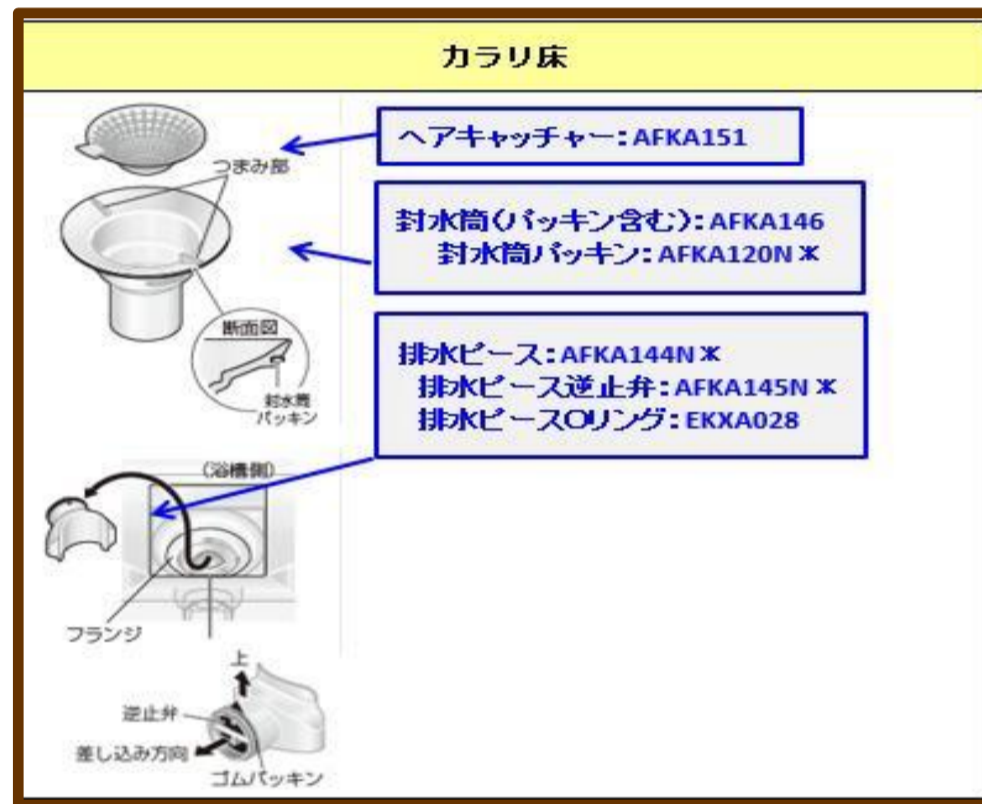 カラリ床
ヘアキャッチャー:AFKA151
つまみ部
封水筒(パッキン含む):AFKA146
封水筒パッキン:AFKA120N※
断面図
封水筒
パッキン
排水ピース:AFKA144N※
排水ピース逆止弁:AFKA145N※
排水ピースOリング:EKXA028
(浴槽側)
フランジ
上
逆止弁
差し込み方向
ゴムパッキン